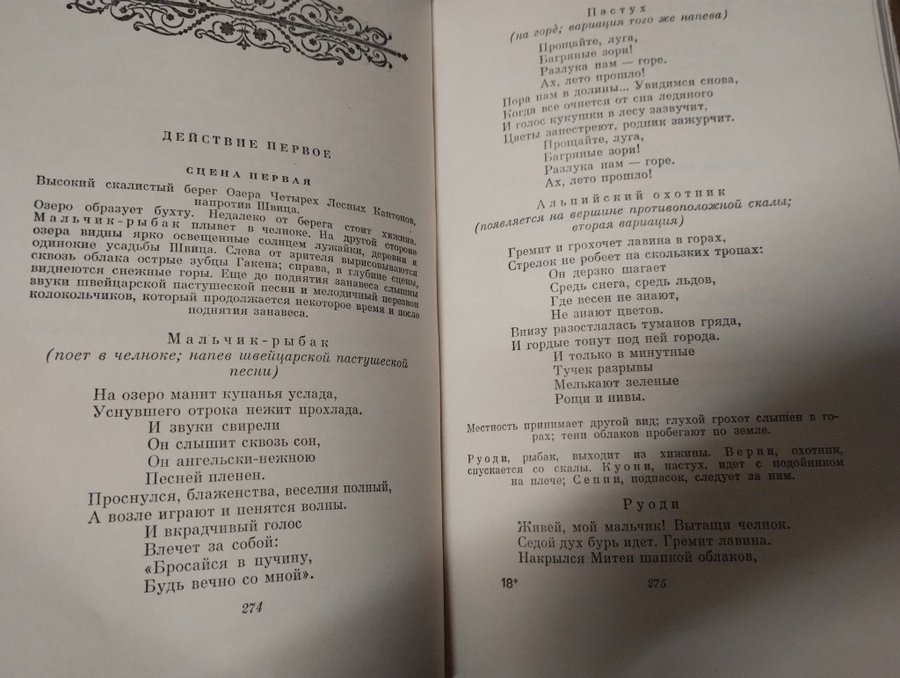 ДЕЙСТВИЕ ПЕРВОЕ
СЦЕНА ПЕРВАЯ
Высокий скалистый берег Озера Четырех Лесных Кантонов,
напротив Швица.
Озеро образует бухту. Недалеко от берега стоит хижина.
Мальчик-рыбак плывет в челноке. На другой стороне
озера видны ярко освещенные солнцем лужайки, деревни и
одинокие усадьбы Швица. Слева от зрителя вырисовываются
сквозь облака острые зубцы Гакена; справа, в глубине сцены,
виднеются снежные горы. Еще до поднятия занавеса слышны
звуки швейцарской пастушеской песни и мелодичный перезвон
колокольчиков, который продолжается некоторое время и после
поднятия занавеса.
Мальчик-рыбак
(поет в челноке; напев швейцарской пастушеской
песни)
На озеро манит купанья услада,
Уснувшего отрока нежит прохлада.
И звуки свирели
Он слышит сквозь сон,
Он ангельски-нежною
Песней пленен.
Проснулся, блаженства, веселия полный,
А возле играют и пенятся волны.
И вкрадчивый голос
Влечет за собой:
«Бросайся в пучину,
Будь вечно со мной».
274
Пастух
(на горе; вариация того же напева)
Прощайте, луга,
Багряные зори!
Разлука нам — горе.
Ах, лето прошло!
Пора нам в долины... Увидимся снова,
Когда все очнется от сна ледяного
И голос кукушки в лесу зазвучит,
Цветы запестреют, родник зажурчит.
Прощайте, луга,
Багряные зори!
Разлука нам — горе.
Ах, лето прошло!
Альпийский охотник
(появляется на вершине противоположной скалы;
вторая вариация)
Гремит и грохочет лавина в горах,
Стрелок не робеет на скользких тропах:
Он дерзко шагает
Средь снега, средь льдов,
Где весен не знают,
Не знают цветов.
Внизу разостлалась туманов гряда,
И гордые тонут под ней города.
И только в минутные
Тучек разрывы
Мелькают зеленые
Рощи и нивы.
Местность принимает другой вид; глухой грохот слышен в го-
рах; тени облаков пробегают по земле.
Руоди, рыбак, выходит из хижины. Верни, охотник,
спускается со скалы. Куони, пастух, идет с подойником
на плече; Сеппи, подпасок, следует за ним.
Руоди
Живей, мой мальчик! Вытащи челнок.
Седой дух бурь идет. Гремит лавина.
Накрылся Митен шапкой облаков,
18*
275